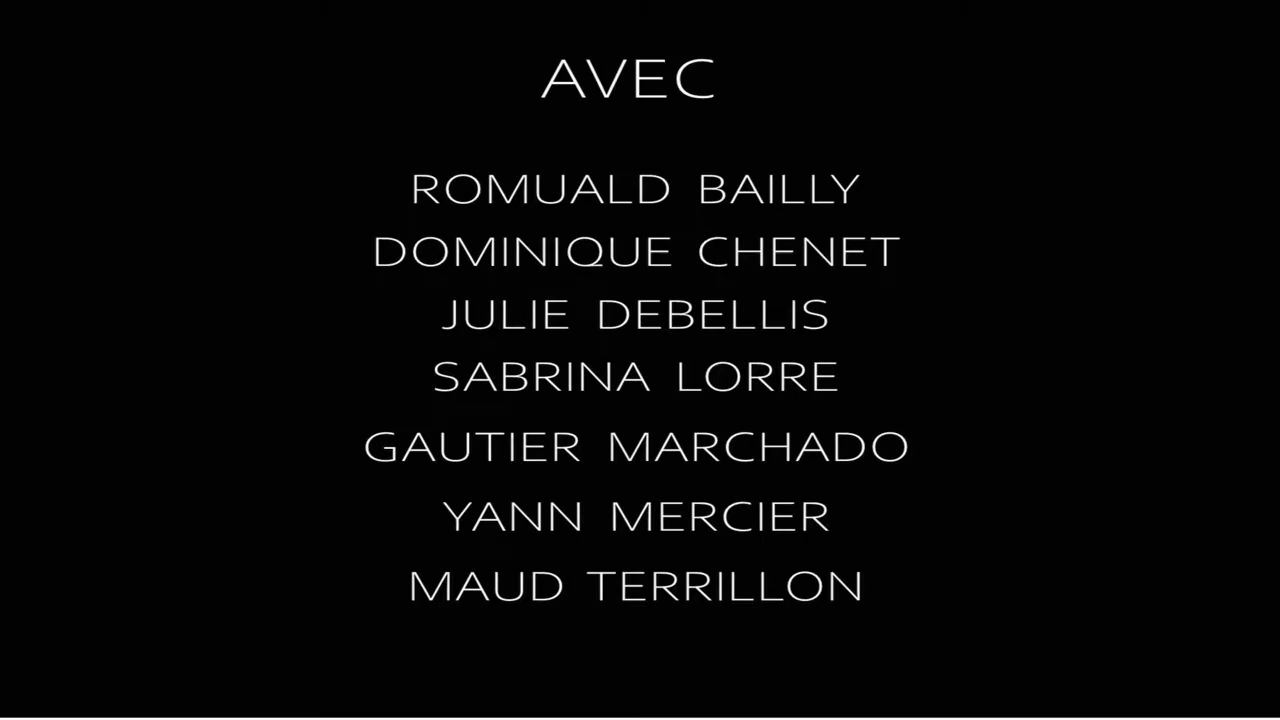 AVEC
ROMUALD BAILLY
DOMINIQUE CHENET
JULIE DEBELLIS
SABRINA LORRE
GAUTIER MARCHADO
YANN MERCIER
MAUD TERRILLON